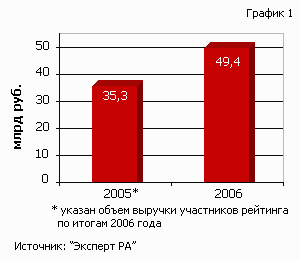 График 1
млрд руб.
50
40
30
20
10
0
35,3
49,4
2005*
2006
* указан объем выручки участников рейтинга
по итогам 2006 года
Источник: "Эксперт РА"